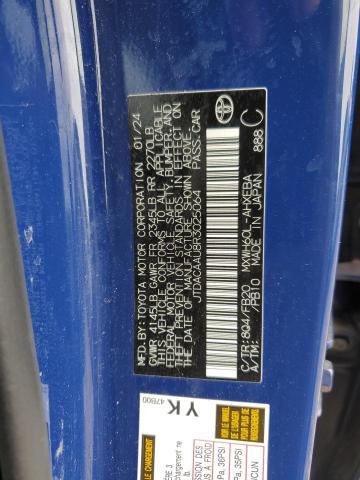 MFD. BY: TOYOTA MOTOR CORPORATION 01/24
GVWR 4145LB GAWR FR 2345LB RR 2270LB
THIS VEHICLE CONFORMS TO ALL APPLICABLE
FEDERAL MOTOR VEHICLE SAFETY, BUMPER, AND
THEFT PREVENTION STANDARDS IN EFFECT ON
THE DATE OF MANUFACTURE SHOWN ABOVE.
JTDACAAU8R3025064 PASS.CAR
C/TR: 8Q4/FB20 MXWH60L-AHXEBA
A/TM: /PB10 MADE IN JAPAN
888
C
YK
47B00